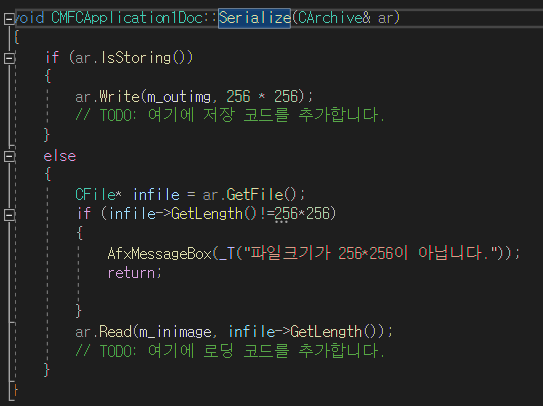 void CMFCApplication1Doc::Serialize(CArchive& ar)
{
if (ar.IsStoring())
{
ar.Write(m_outimg, 256 * 256);
// TODO: 여기에 저장 코드를 추가합니다.
}
else
{
CFile* infile = ar.GetFile();
if (infile->GetLength()!=256*256)
{
AfxMessageBox(_T("파일크기가 256*256이 아닙니다."));
return;
}
ar.Read(m_inimage, infile->GetLength());
// TODO: 여기에 로딩 코드를 추가합니다.
}
}